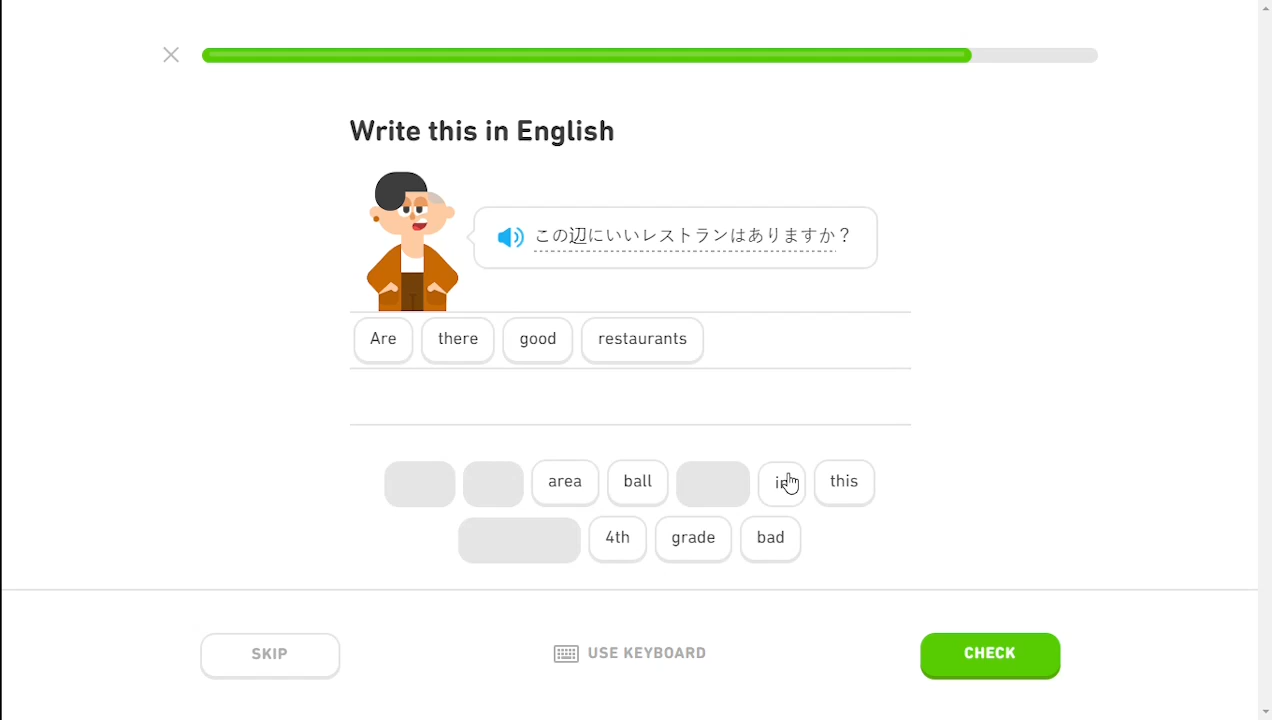 Write this in English
この辺にいいレストランはありますか？
Are there good restaurants
area ball in this
4th grade bad
SKIP
USE KEYBOARD
CHECK